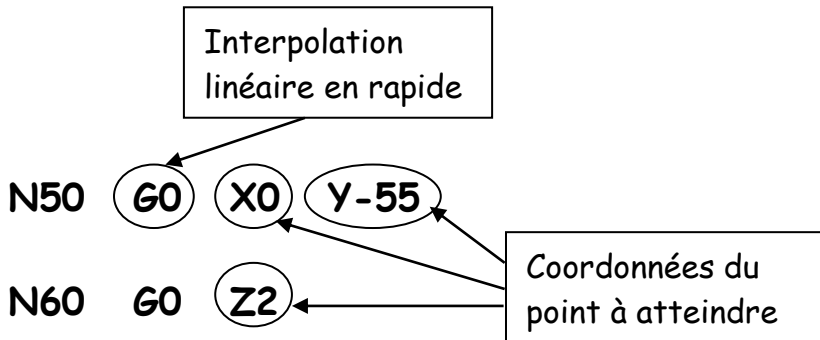 Interpolation
linéaire en rapide
N50 G0 X0 Y-55
Coordonnées du
point à atteindre
N60 G0 Z2